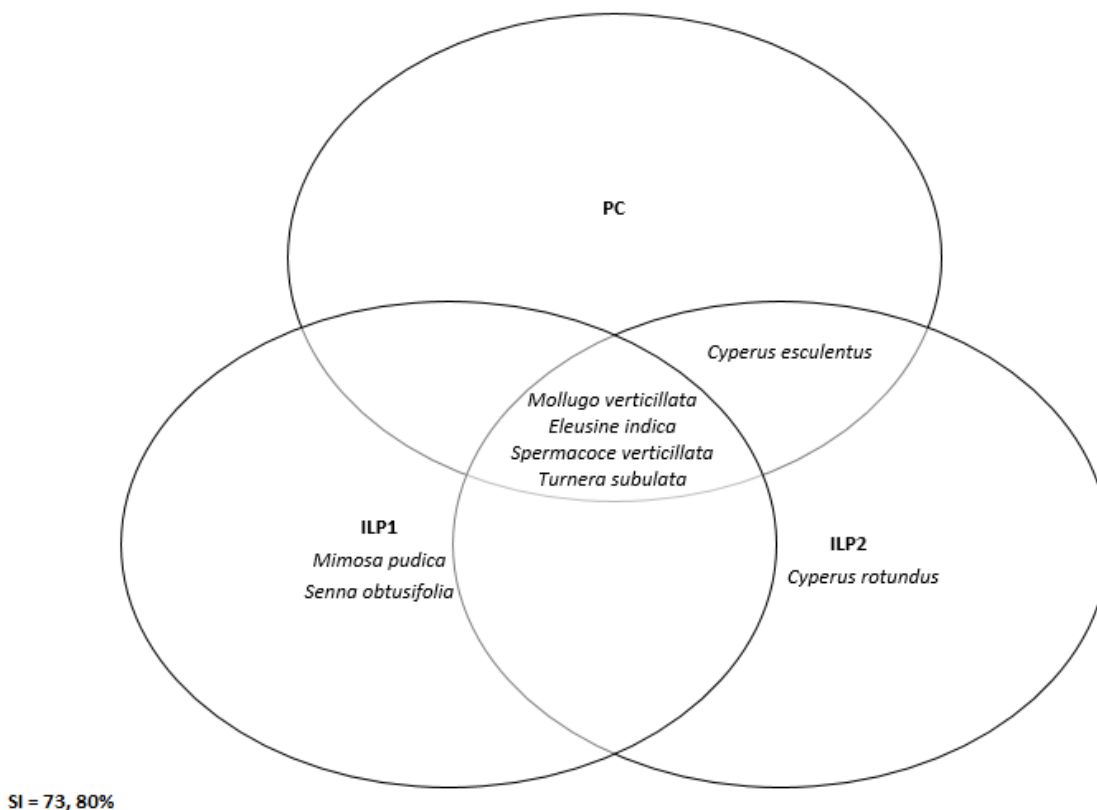 PC
Cyperus esculentus
Mollugo verticillata
Eleusine indica
Spermacoce verticillata
Turnera subulata
ILP1
Mimosa pudica
Senna obtusifolia
ILP2
Cyperus rotundus
SI = 73, 80%